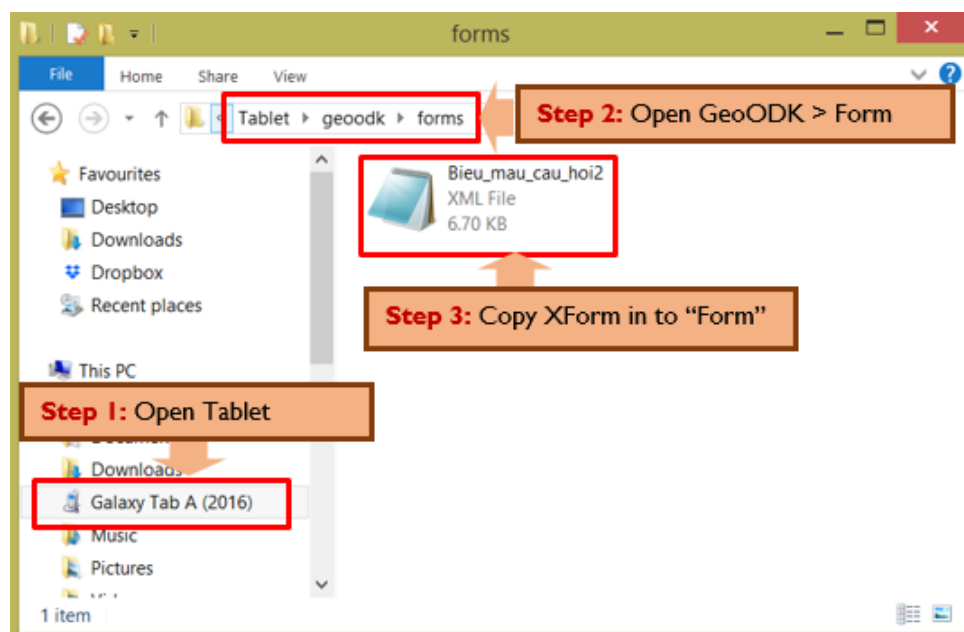 forms
File Home Share View
Tablet geoodk forms
Step 2: Open GeoODK > Form
Favourites
Desktop
Downloads
Dropbox
Recent places
Bieu_mau_cau_hoi2
XML File
6.70 KB
Step 3: Copy XForm in to “Form”
This PC
Step 1: Open Tablet
Downloads
Galaxy Tab A (2016)
Music
Pictures
1 item